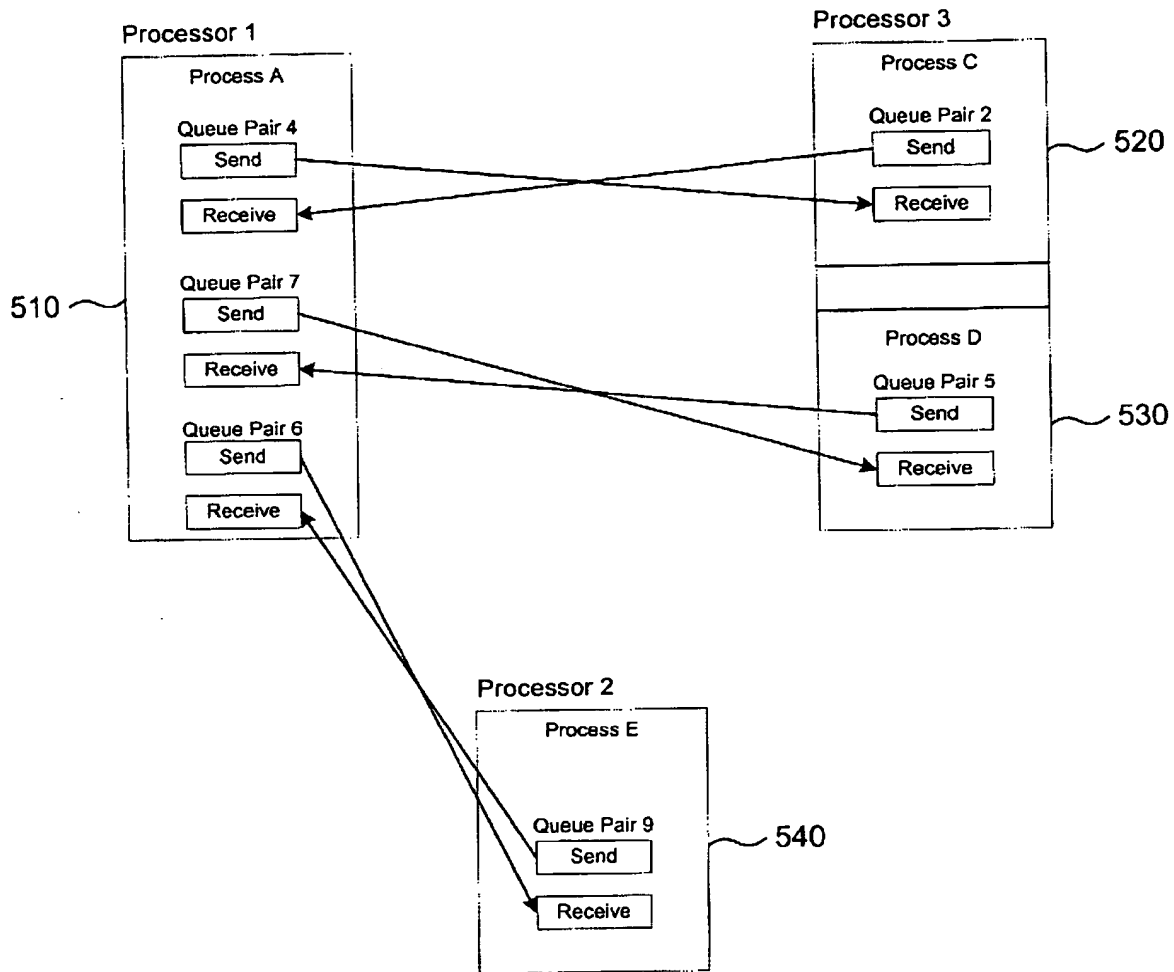 Processor 1
Process A
Queue Pair 4
Send
Receive
Queue Pair 7
Send
Receive
Queue Pair 6
Send
Receive
510
Processor 3
Process C
Queue Pair 2
Send
Receive
520
Process D
Queue Pair 5
Send
Receive
530
Processor 2
Process E
Queue Pair 9
Send
Receive
540